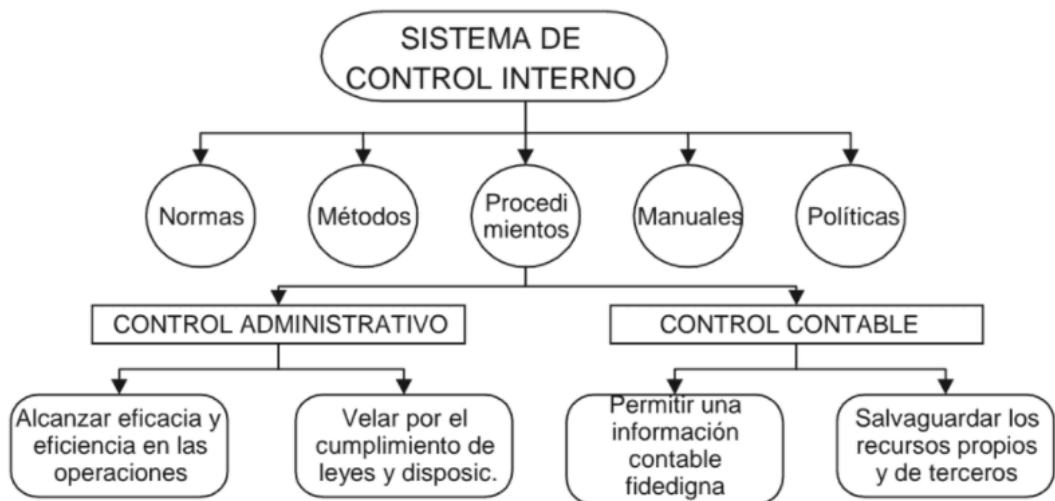 SISTEMA DE
CONTROL INTERNO
Normas
Métodos
Procedi
mientos
Manuales
Políticas
CONTROL ADMINISTRATIVO
CONTROL CONTABLE
Alcanzar eficacia y
eficiencia en las
operaciones
Velar por el
cumplimiento de
leyes y disposic.
Permitir una
información
contable
fidedigna
Salvaguardar los
recursos propios
y de terceros